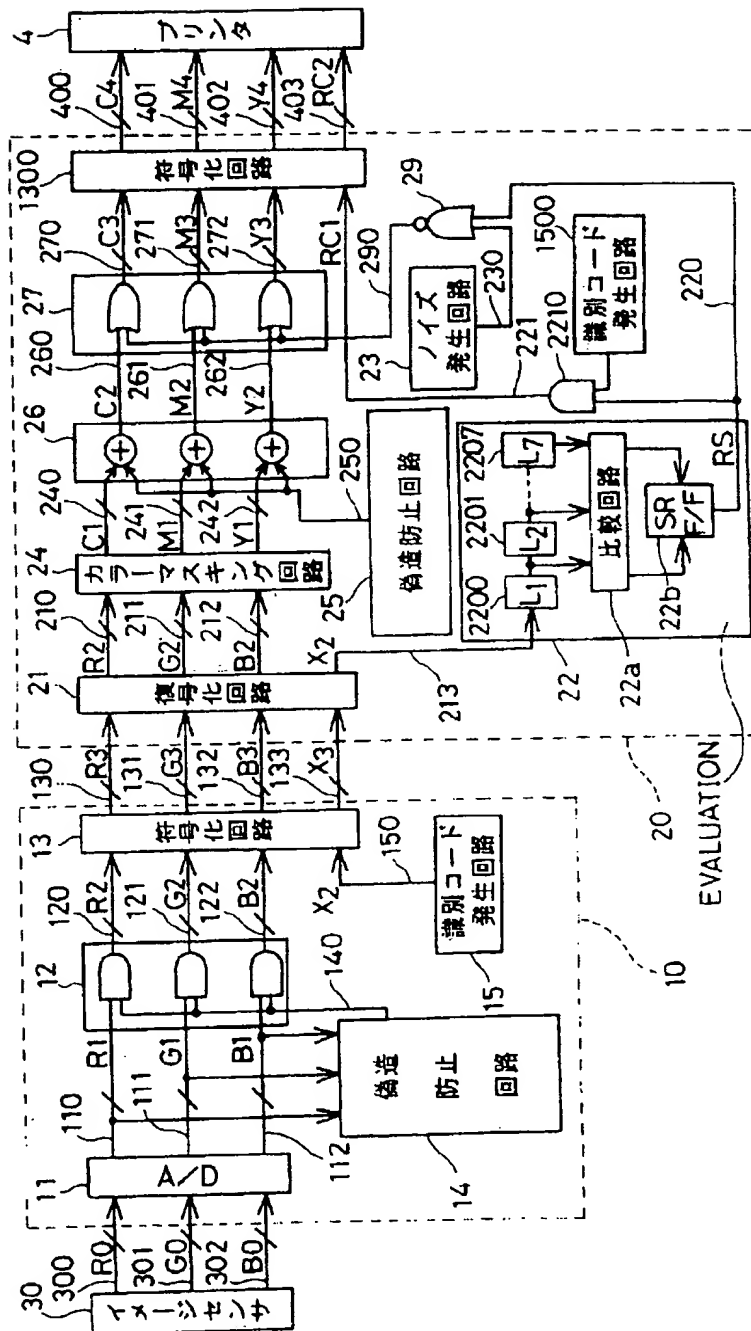 30
イメージセンサ
300
R0
301
G0
302
B0
10
11
A/D
110
R1
111
G1
112
B1
12
14
偽造
防止
回路
140
120
R2
121
G2
122
B2
X2
150
15
識別コード
発生回路
13
符号化回路
130
R3
131
G3
132
B3
133
X3
20
21
復号化回路
210
R2
211
G2
212
B2
X2
213
24
カラーマスキング回路
240
C1
241
M1
242
Y1
25
偽造防止回路
250
26
260
C2
261
M2
262
Y2
27
270
C3
271
M3
272
Y3
RC1
22
2200
L1
2201
L2
2207
L7
22a
比較回路
22b
SR
F/F
RS
EVALUATION
23
ノイズ
発生回路
230
221
2210
1500
識別コード
発生回路
220
29
290
1300
符号化回路
400
C4
401
M4
402
Y4
403
RC2
4
プリンタ